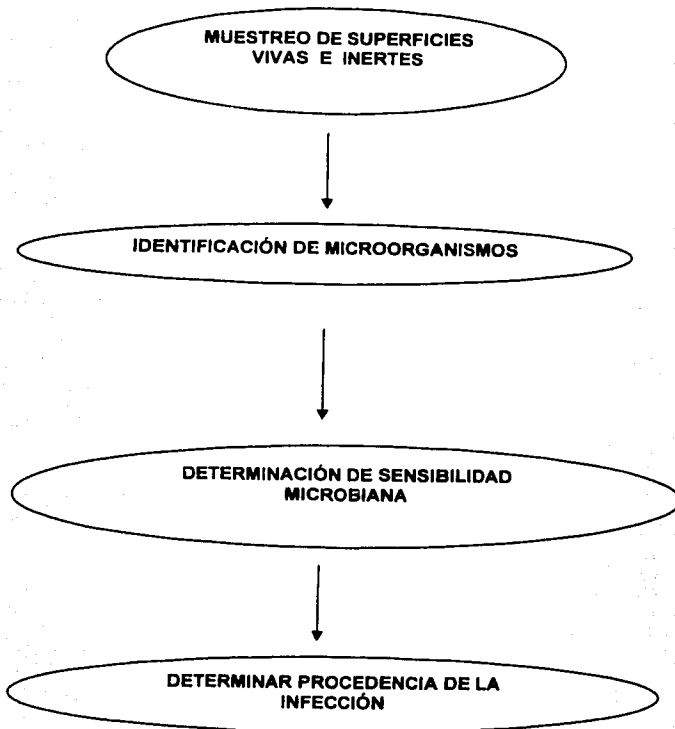 MUESTREO DE SUPERFICIES
VIVAS E INERTES
IDENTIFICACIÓN DE MICROORGANISMOS
DETERMINACIÓN DE SENSIBILIDAD
MICROBIANA
DETERMINAR PROCEDENCIA DE LA
INFECCIÓN